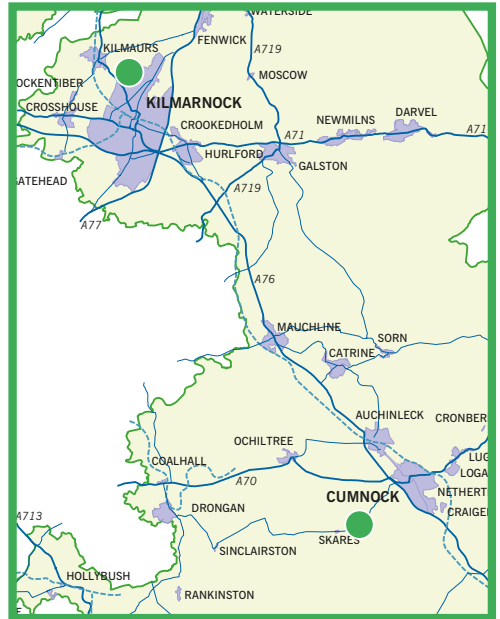 WATERSIDE
FENWICK
KILMAURS
A719
MOSCOW
OCKENTIBER
CROSSHOUSE
KILMARNOCK
CROOKEDHOLM
NEWMILNS
DARVEL
A71
A71
HURLFORD
GALSTON
GATEHEAD
A719
A77
A76
MAUCHLINE
SORN
CATRINE
AUCHINLECK
CRONBER
OCHILTREE
COALHALL
LUG
LOGA
A70
CUMNOCK
NETHERT
DRONGAN
CRAIGE
A713
SKARES
SINCLAIRSTON
HOLLYBUSH
RANKINSTON
E